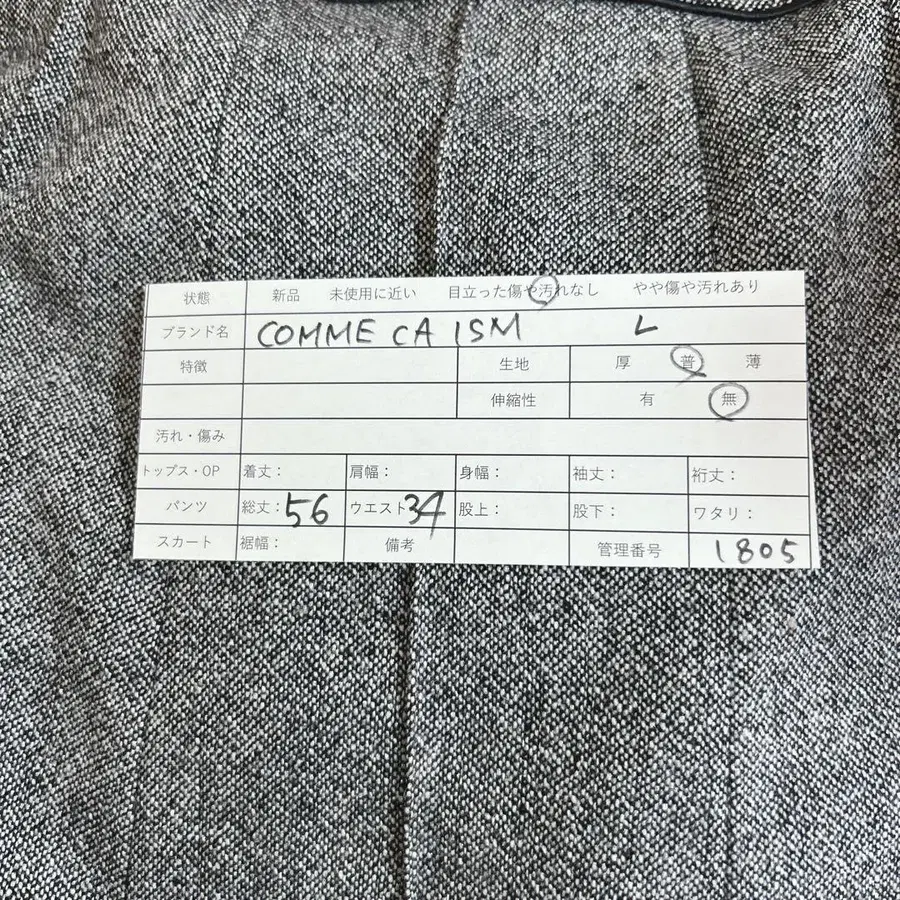 状態 新品 未使用に近い 目立った傷や汚れなし やや傷や汚れあり
ブランド名 COMME CA ISM L
特徴 生地 厚 普 薄
伸縮性 有 無
汚れ・傷み
トップス・OP 着丈： 肩幅： 身幅： 袖丈： 裄丈：
パンツ 総丈：56 ウエスト34 股上： 股下： ワタリ：
スカート 裾幅： 備考 管理番号 1805